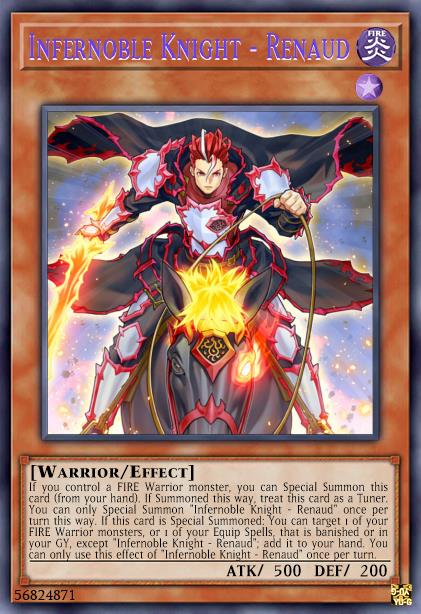 INFERNOBLE KNIGHT - RENAUD
FIRE
炎
[WARRIOR/EFFECT]
If you control a FIRE Warrior monster, you can Special Summon this
card (from your hand). If Summoned this way, treat this card as a Tuner.
You can only Special Summon "Infernoble Knight - Renaud" once per
turn this way. If this card is Special Summoned: You can target 1 of your
FIRE Warrior monsters, or 1 of your Equip Spells, that is banished or in
your GY, except "Infernoble Knight - Renaud"; add it to your hand. You
can only use this effect of "Infernoble Knight - Renaud" once per turn.
ATK/ 500 DEF/ 200
56824871